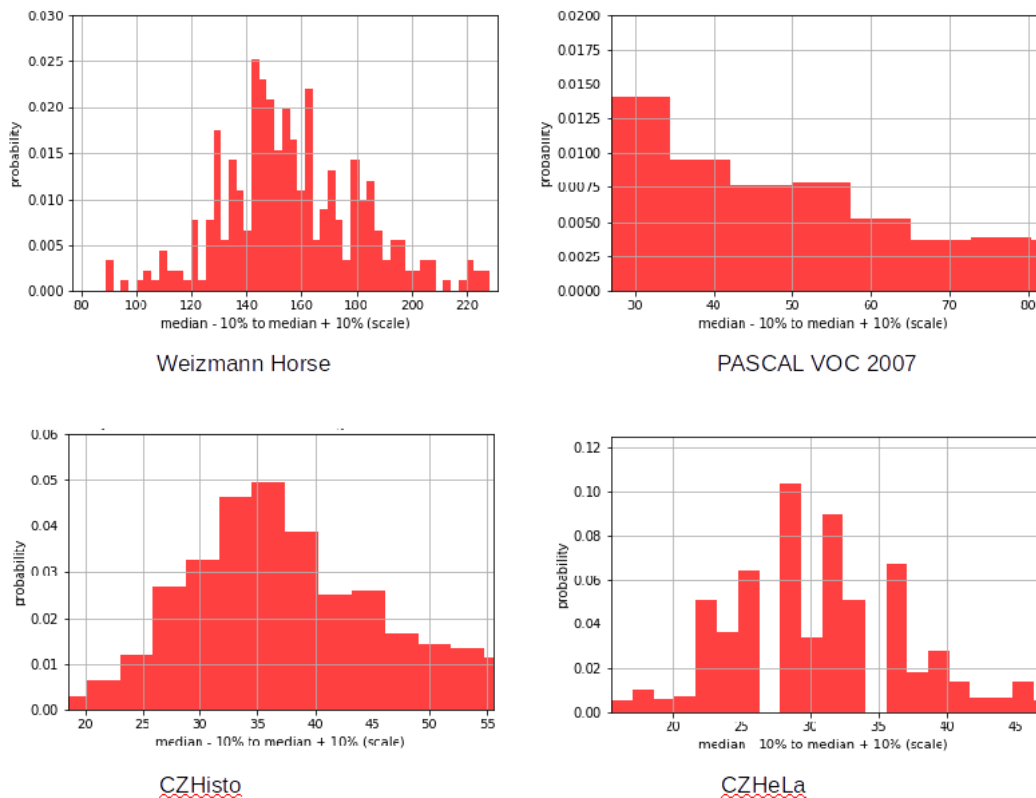 0.030
0.025
0.020
0.015
0.010
0.005
0.000
probability
80 100 120 140 160 180 200 220
median - 10% to median + 10% (scale)
Weizmann Horse
0.0200
0.0175
0.0150
0.0125
0.0100
0.0075
0.0050
0.0025
0.0000
probability
30 40 50 60 70 80
median - 10% to median + 10% (scale)
PASCAL VOC 2007
0.06
0.05
0.04
0.03
0.02
0.01
0.00
probability
20 25 30 35 40 45 50 55
median - 10% to median + 10% (scale)
CZHisto
0.12
0.10
0.08
0.06
0.04
0.02
0.00
probability
20 25 30 35 40 45
median 10% to median + 10% (scale)
CZHeLa